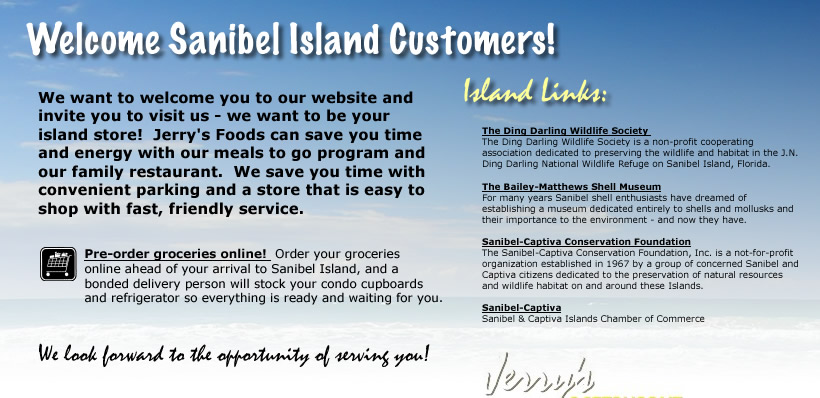 Welcome Sanibel Island Customers!
We want to welcome you to our website and
invite you to visit us - we want to be your
island store! Jerry's Foods can save you time
and energy with our meals to go program and
our family restaurant. We save you time with
convenient parking and a store that is easy to
shop with fast, friendly service.
Pre-order groceries online! Order your groceries
online ahead of your arrival to Sanibel Island, and a
bonded delivery person will stock your condo cupboards
and refrigerator so everything is ready and waiting for you.
We look forward to the opportunity of serving you!
Island Links:
The Ding Darling Wildlife Society
The Ding Darling Wildlife Society is a non-profit cooperating
association dedicated to preserving the wildlife and habitat in the J.N.
Ding Darling National Wildlife Refuge on Sanibel Island, Florida.
The Bailey-Matthews Shell Museum
For many years Sanibel shell enthusiasts have dreamed of
establishing a museum dedicated entirely to shells and mollusks and
their importance to the environment - and now they have.
Sanibel-Captiva Conservation Foundation
The Sanibel-Captiva Conservation Foundation, Inc. is a not-for-profit
organization established in 1967 by a group of concerned Sanibel and
Captiva citizens dedicated to the preservation of natural resources
and wildlife habitat on and around these Islands.
Sanibel-Captiva
Sanibel & Captiva Islands Chamber of Commerce
Jerry's